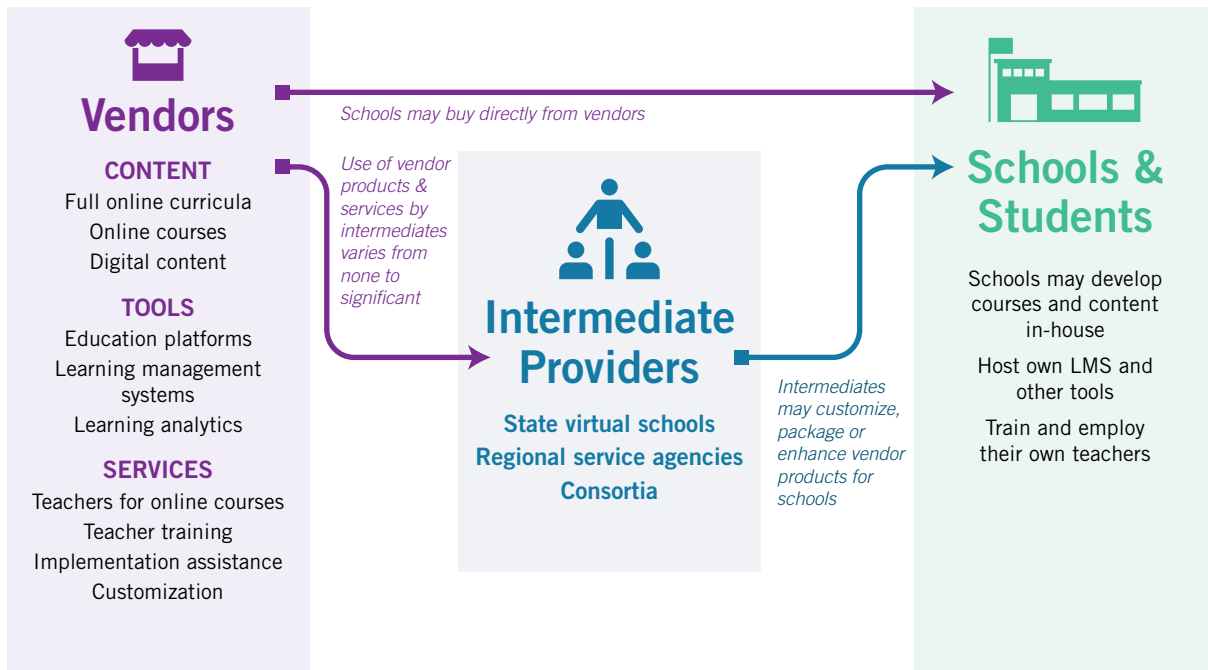 Vendors
CONTENT
Full online curricula
Online courses
Digital content
TOOLS
Education platforms
Learning management
systems
Learning analytics
SERVICES
Teachers for online courses
Teacher training
Implementation assistance
Customization
Schools may buy directly from vendors
Use of vendor
products &
services by
intermediates
varies from
none to
significant
Intermediate
Providers
State virtual schools
Regional service agencies
Consortia
Intermediates
may customize,
package or
enhance vendor
products for
schools
Schools &
Students
Schools may develop
courses and content
in-house
Host own LMS and
other tools
Train and employ
their own teachers